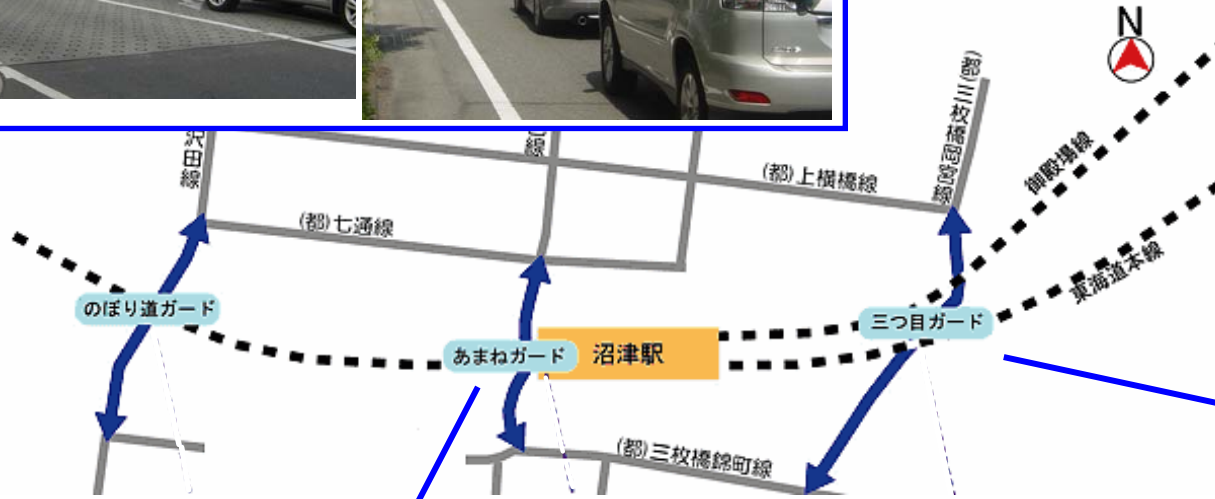 N
沢田線
線
(都)三枚橋岡宮線
(都)上横橋線
御殿場線
(都)七通線
東海道本線
のぼり道ガード
三つ目ガード
あまねガード
沼津駅
(都)三枚橋錦町線